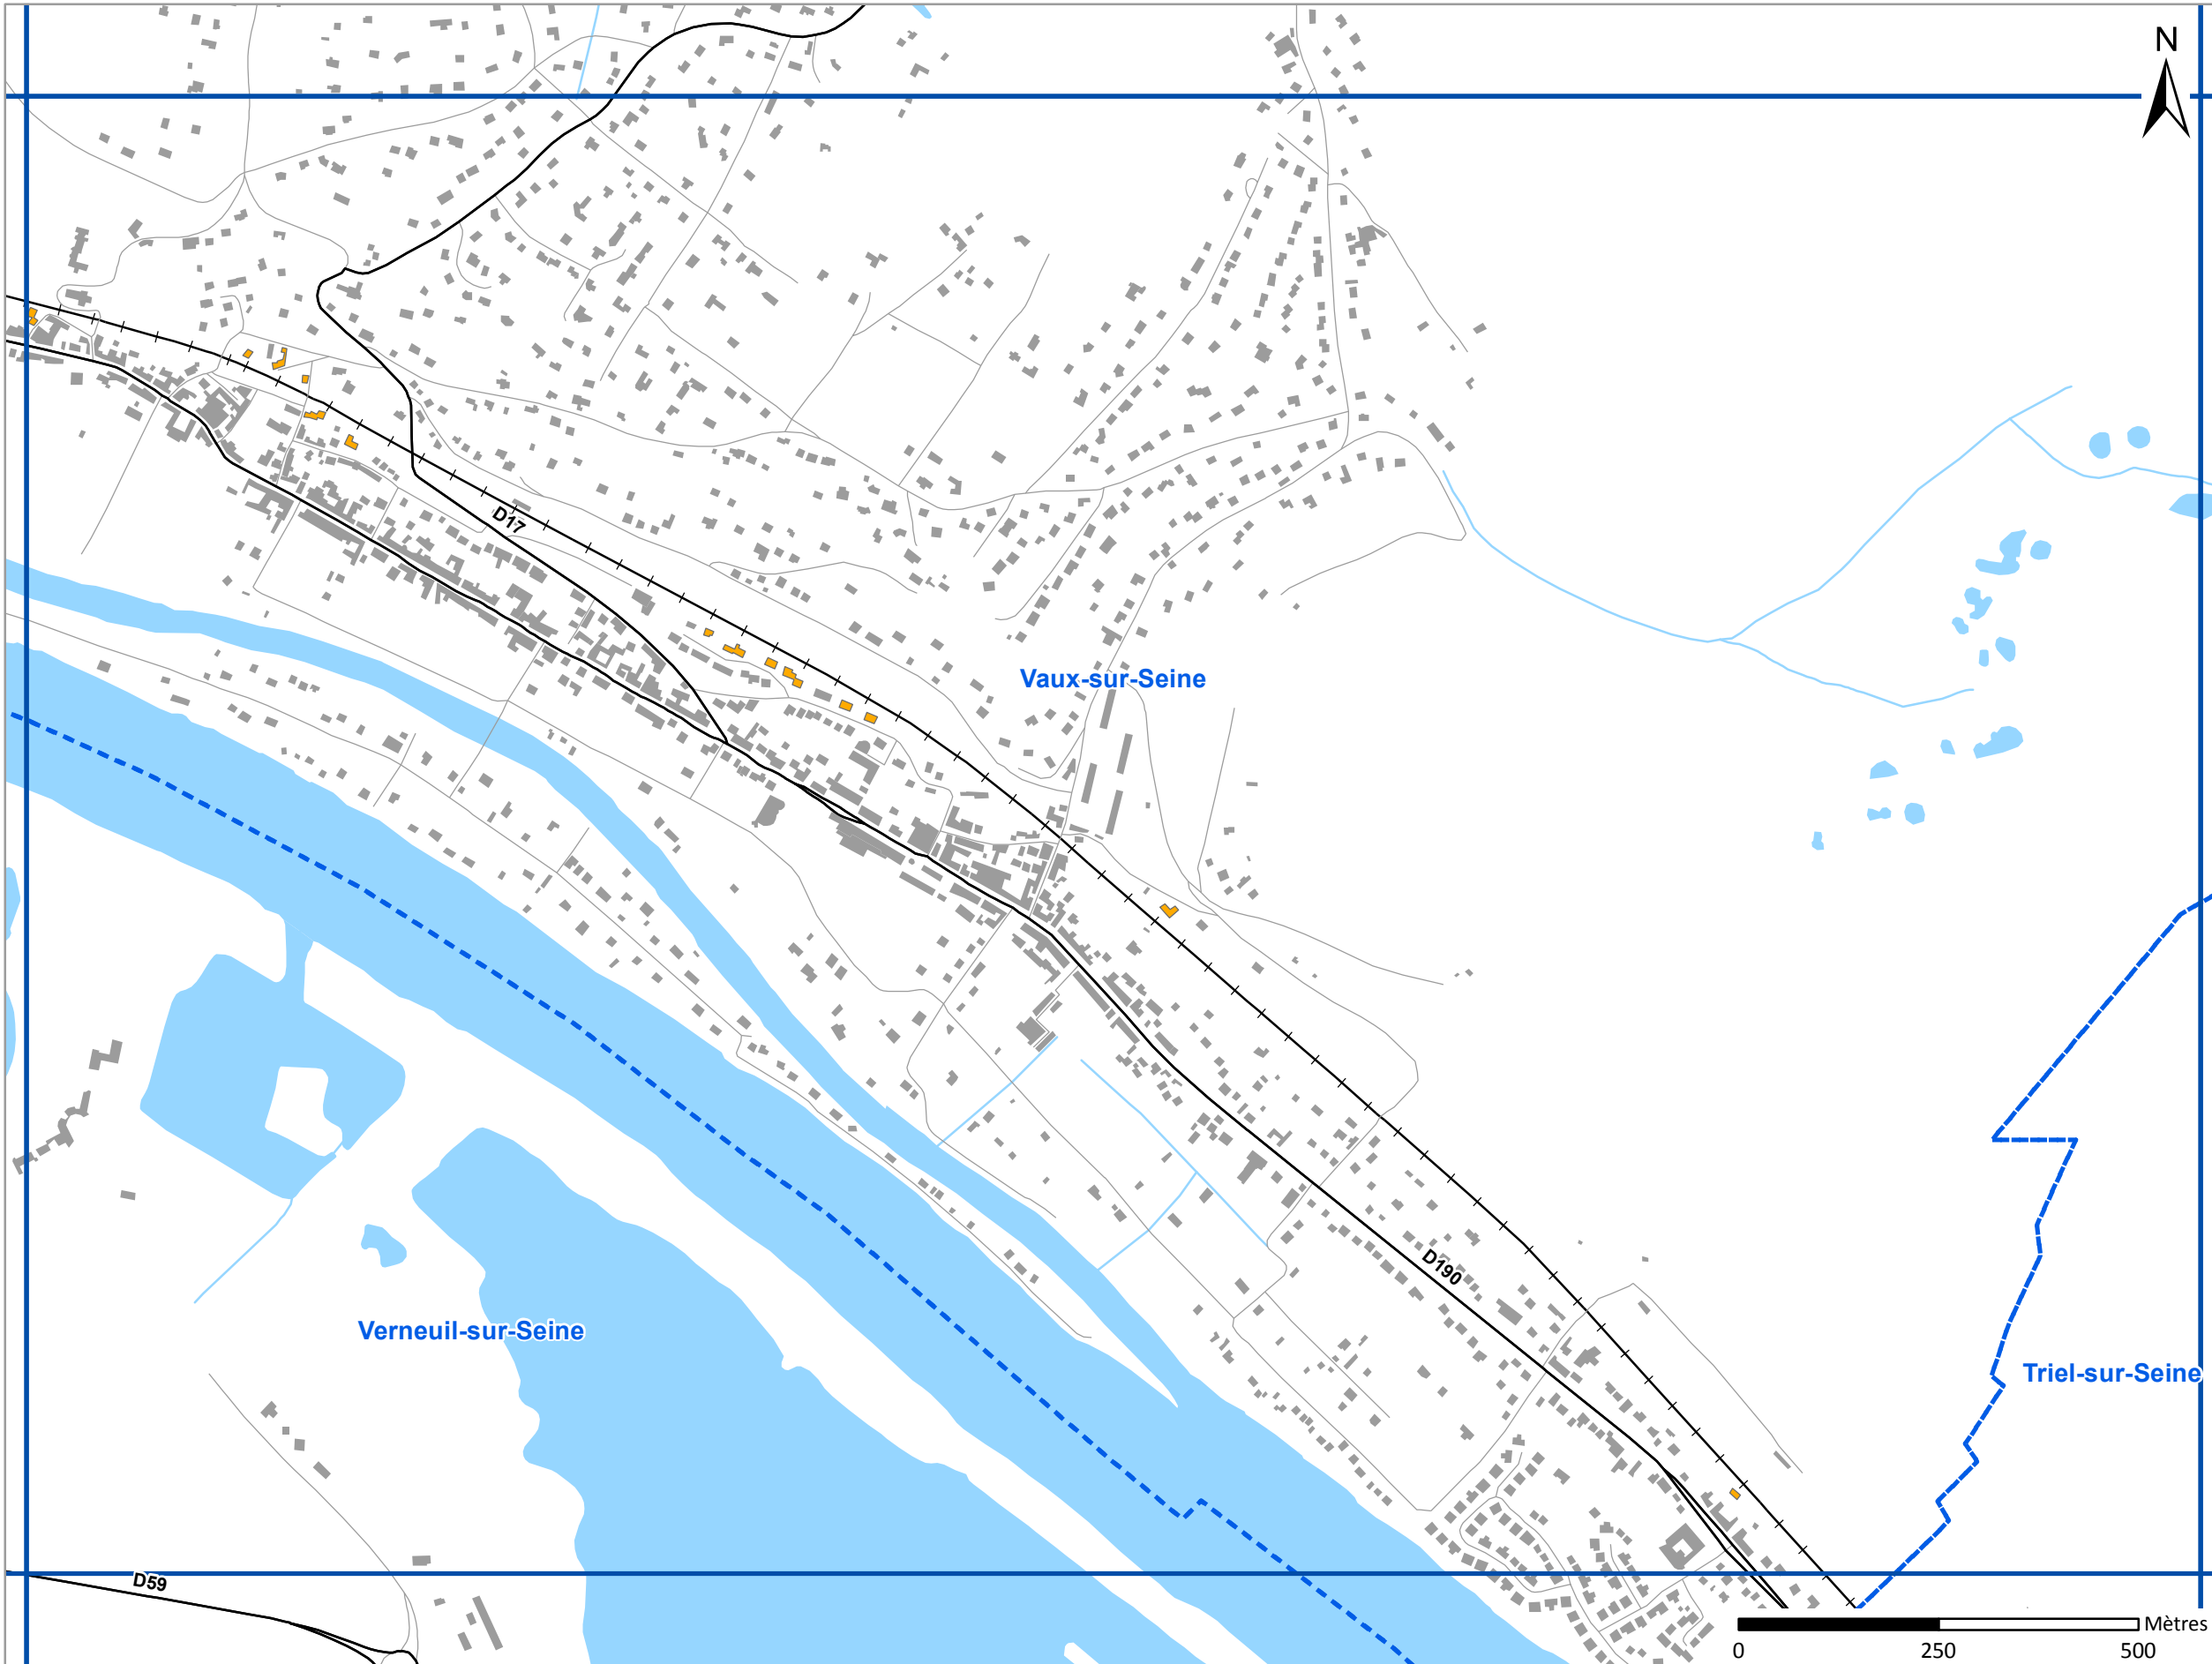 N
D17
Vaux-sur-Seine
D190
Verneuil-sur-Seine
Triel-sur-Seine
D59
Mètres
0 250 500